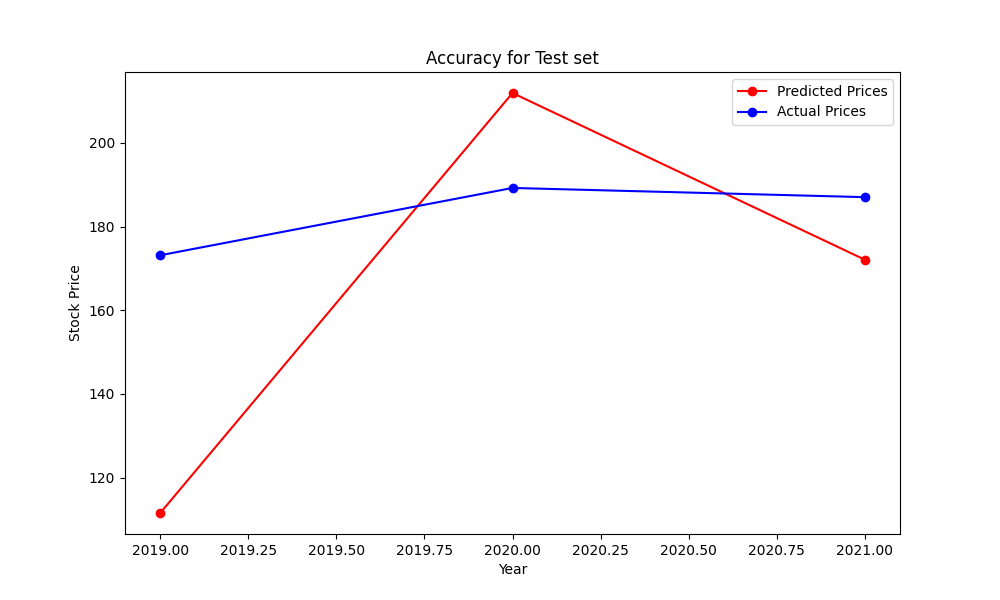 Accuracy for Test set
Predicted Prices
Actual Prices
200
180
160
140
120
Stock Price
2019.00 2019.25 2019.50 2019.75 2020.00 2020.25 2020.50 2020.75 2021.00
Year